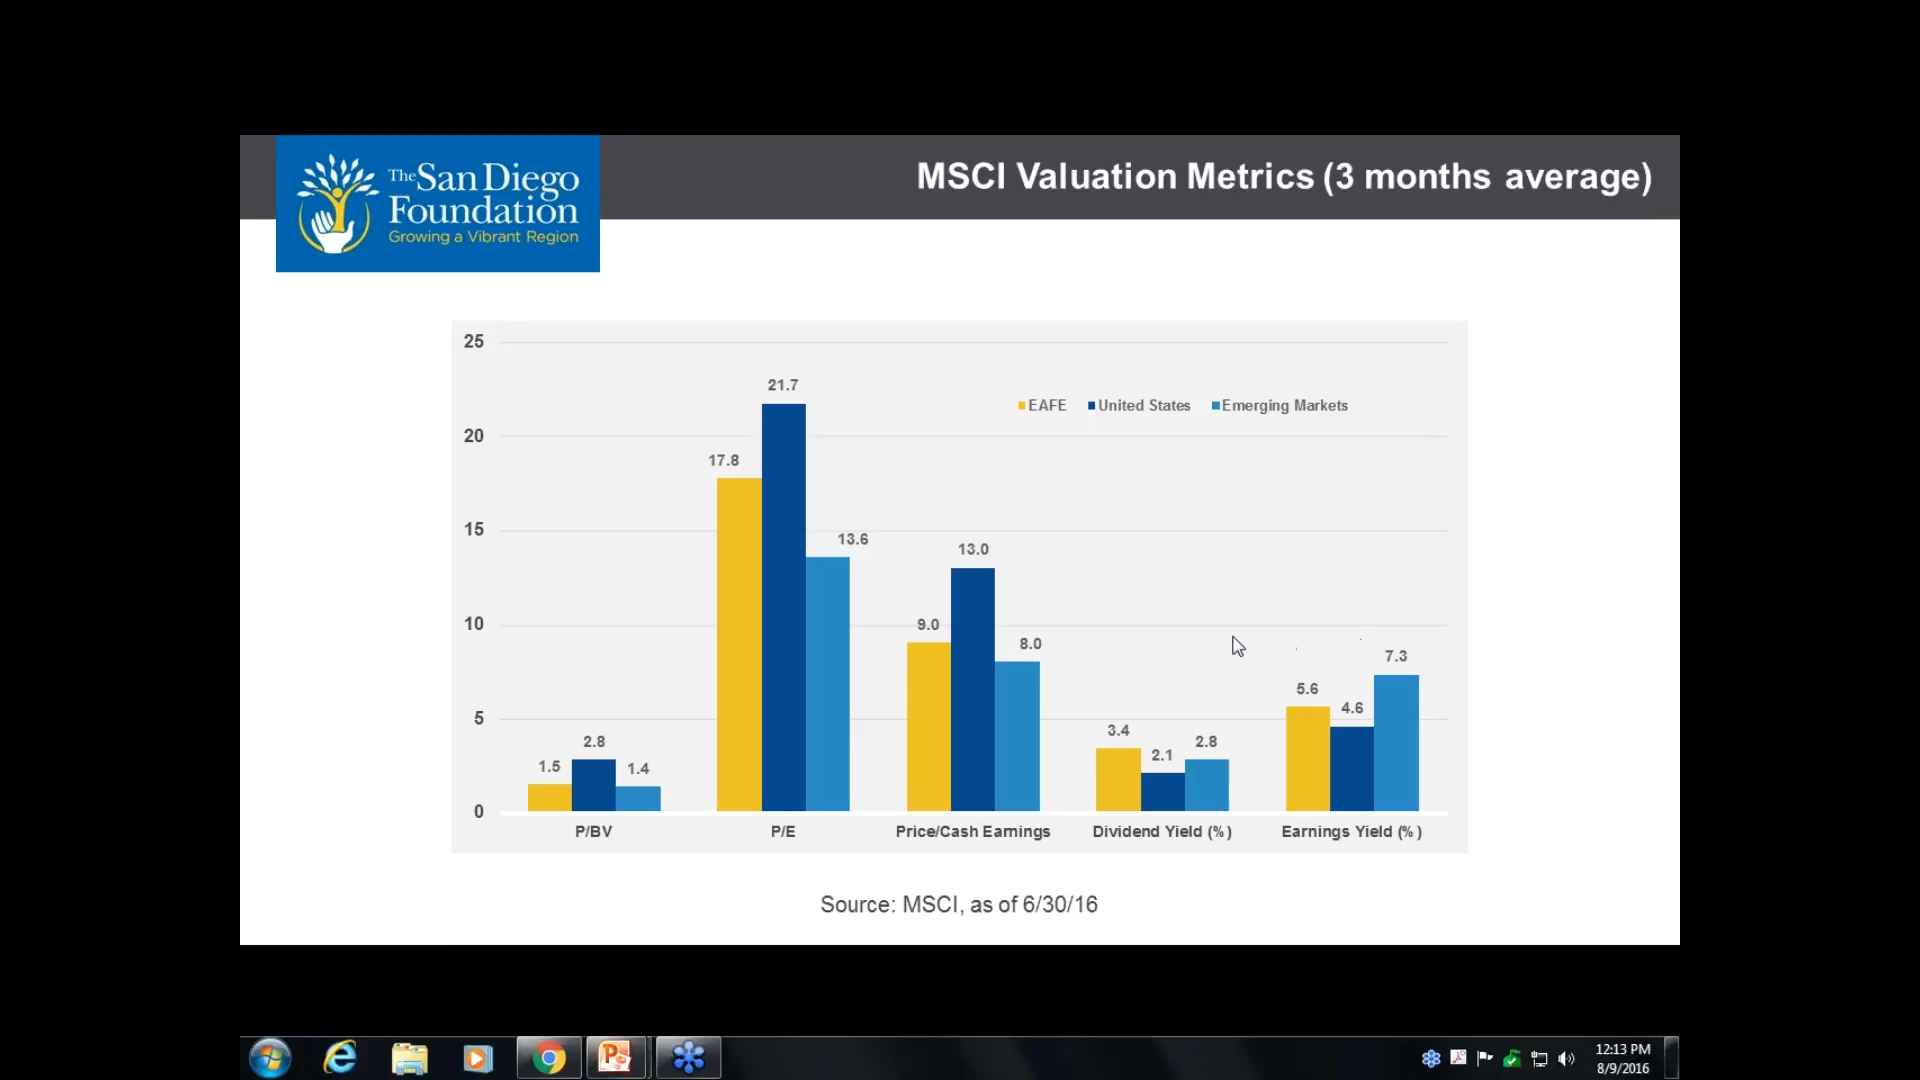 The San Diego
Foundation
Growing a Vibrant Region
MSCI Valuation Metrics (3 months average)
25
20
15
10
5
0
EAFE United States Emerging Markets
1.5
2.8
1.4
17.8
21.7
13.6
9.0
13.0
8.0
3.4
2.1
2.8
5.6
4.6
7.3
P/BV P/E Price/Cash Earnings Dividend Yield (%) Earnings Yield (%)
Source: MSCI, as of 6/30/16
12:13 PM
8/9/2016